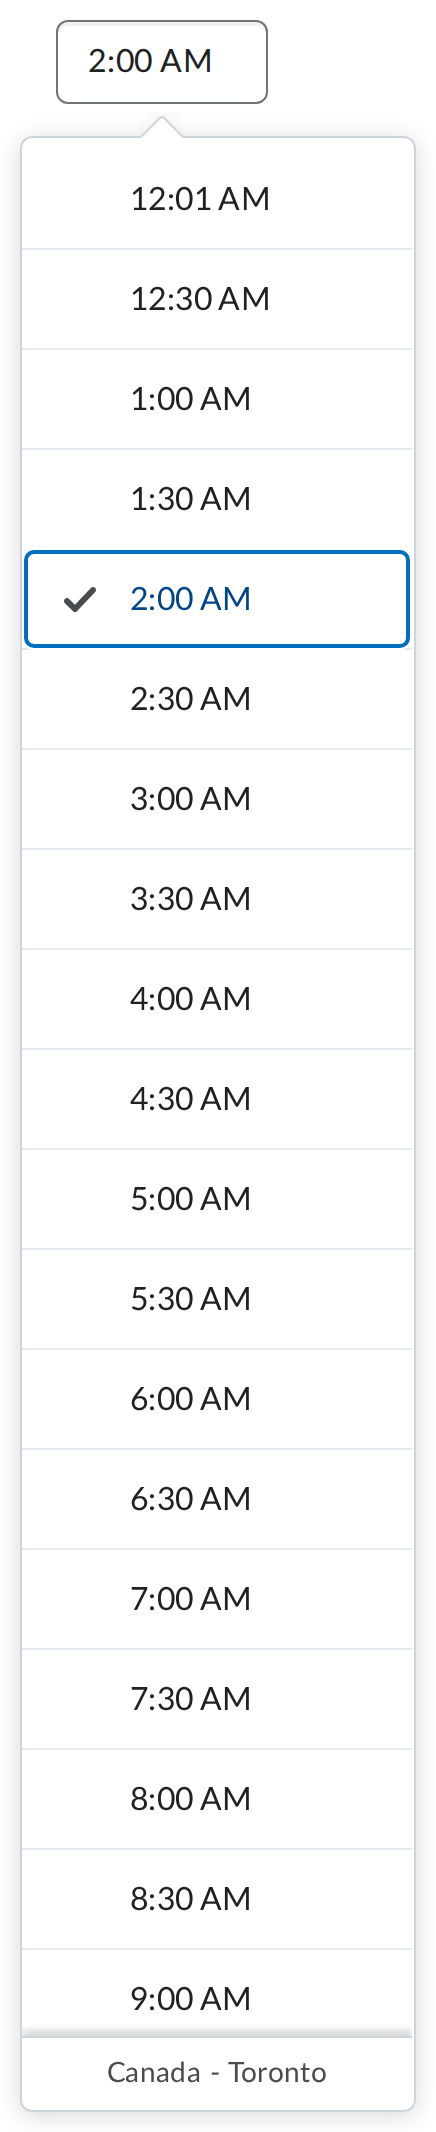 2:00 AM
12:01 AM
12:30 AM
1:00 AM
1:30 AM
2:00 AM
2:30 AM
3:00 AM
3:30 AM
4:00 AM
4:30 AM
5:00 AM
5:30 AM
6:00 AM
6:30 AM
7:00 AM
7:30 AM
8:00 AM
8:30 AM
9:00 AM
Canada - Toronto